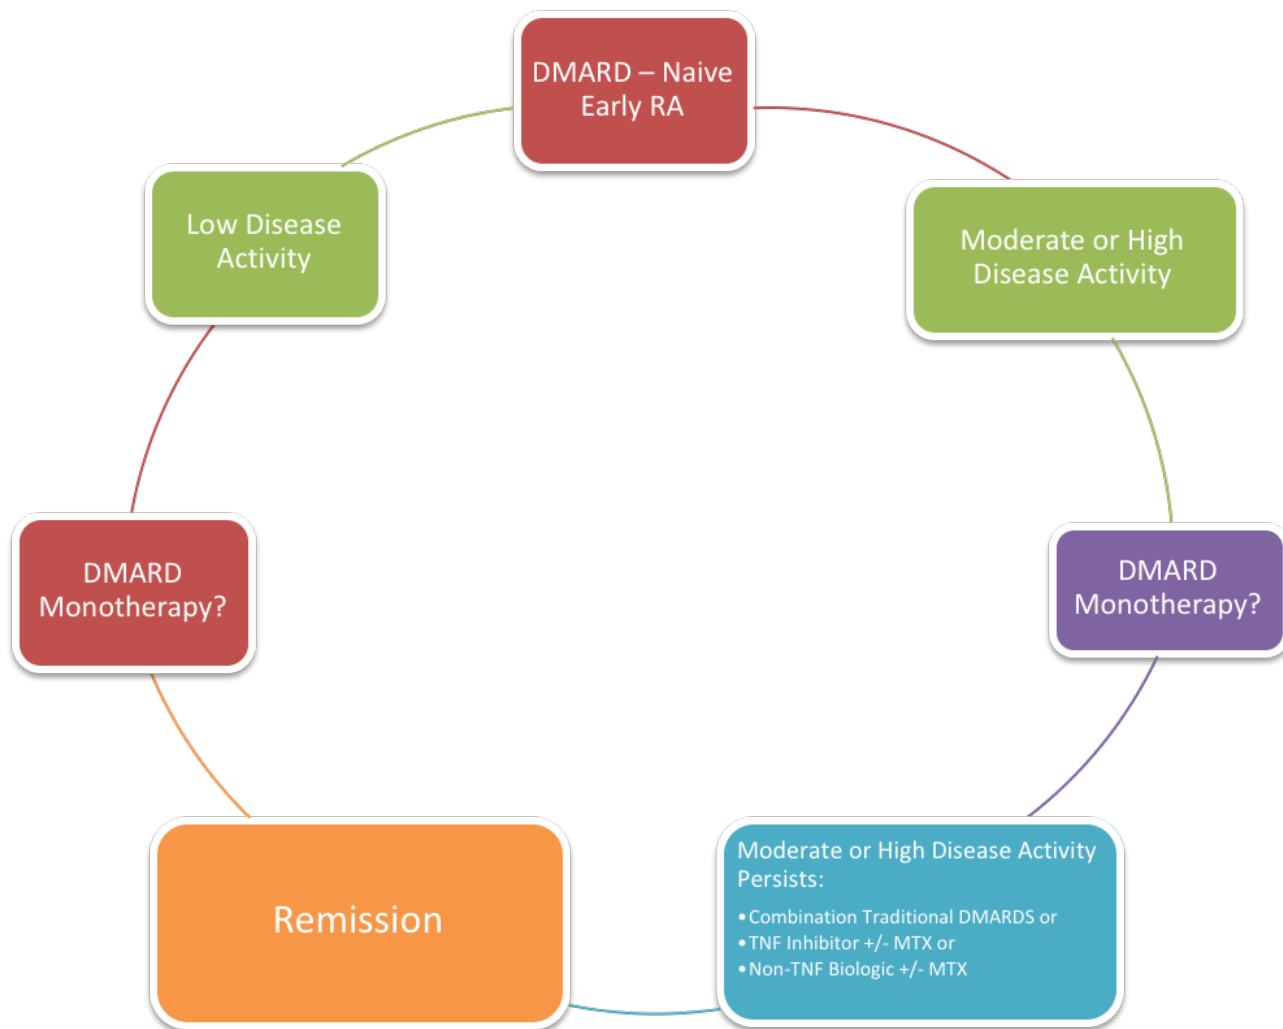 DMARD – Naive
Early RA
Moderate or High
Disease Activity
DMARD
Monotherapy?
Moderate or High Disease Activity
Persists:
•Combination Traditional DMARDS or
•TNF Inhibitor +/- MTX or
•Non-TNF Biologic +/- MTX
Remission
DMARD
Monotherapy?
Low Disease
Activity